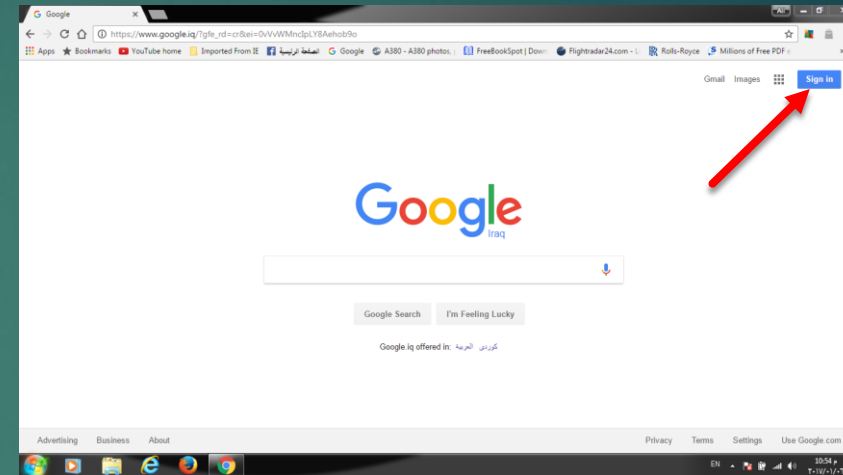 Google
https://www.google.iq/?gfe_rd=cr&ei=0vVvWMncIpLY8Aehob9o
Apps Bookmarks YouTube home Imported From IE الصفحة الرئيسية Google A380 - A380 photos, FreeBookSpot | Down Flightradar24.com - Rolls-Royce Millions of Free PDF
Gmail Images Sign in
Google
Iraq
Google Search I'm Feeling Lucky
Google.iq offered in: العربية كوردی
Advertising Business About Privacy Terms Settings Use Google.com
EN 10:54